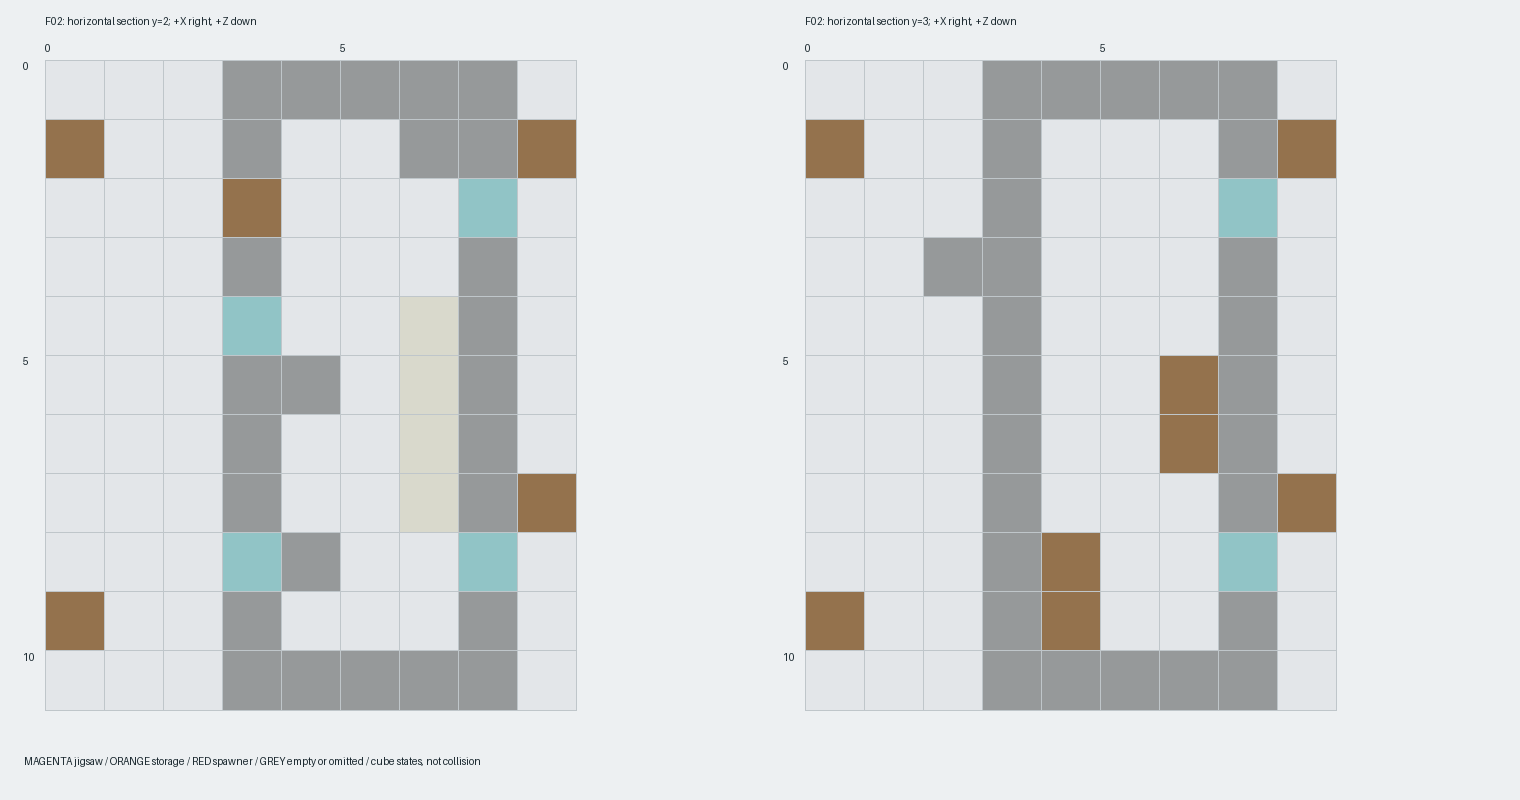 F02: horizontal section y=2; +X right, +Z down
F02: horizontal section y=3; +X right, +Z down
0 5
0 5
0
0
5
5
10
10
MAGENTA jigsaw / ORANGE storage / RED spawner / GREY empty or omitted / cube states, not collision